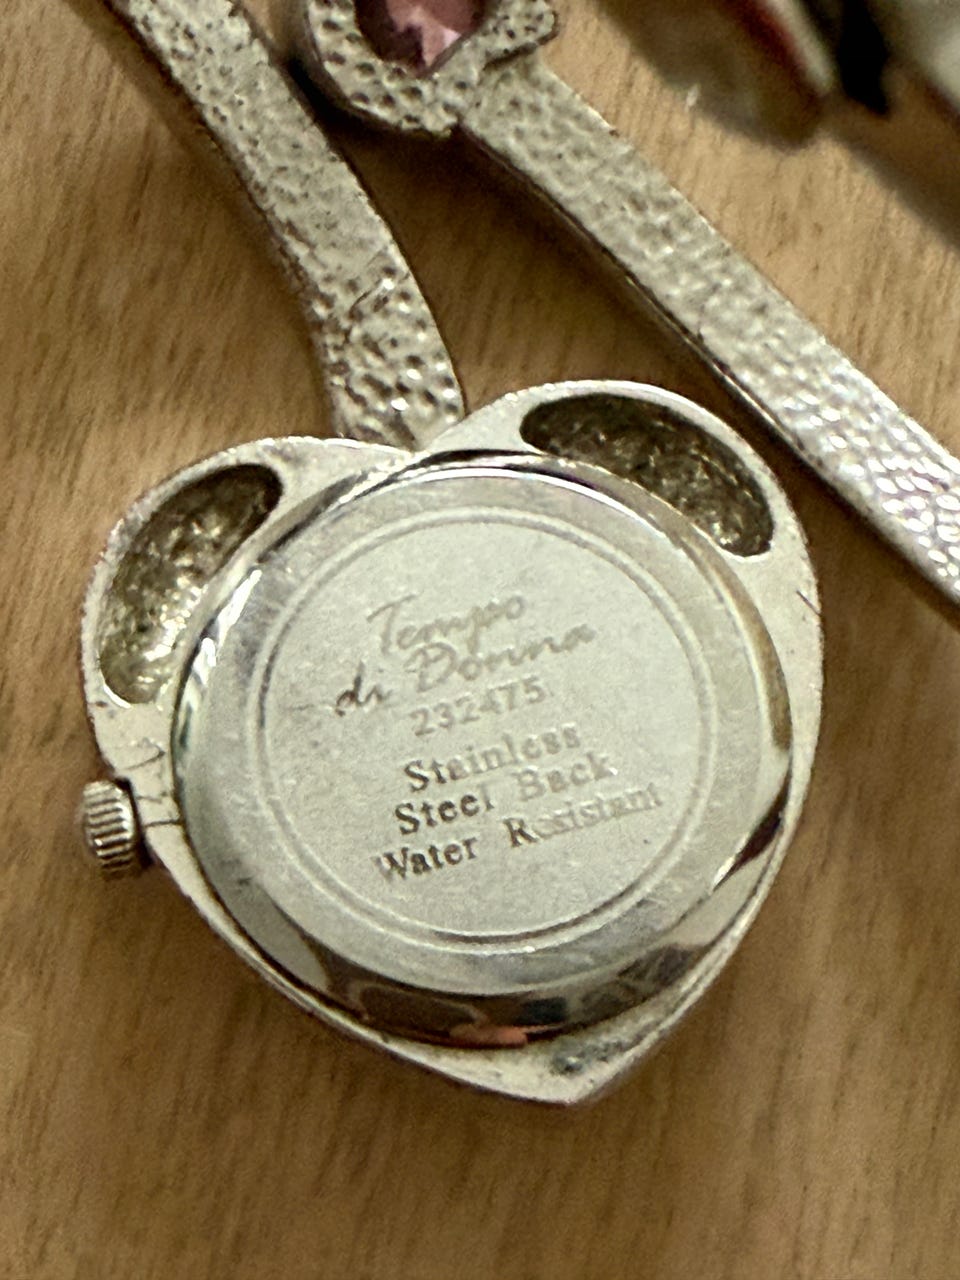 Tempo
di Donna
232475
Stainless
Steel Back
Water Resistant